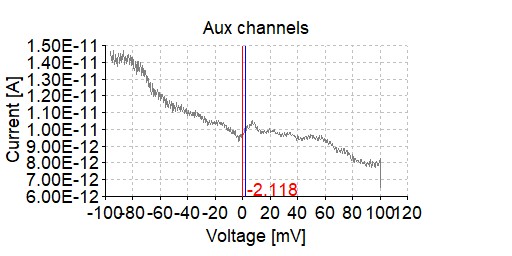 Aux channels
1.50E-11
1.40E-11
1.30E-11
1.20E-11
1.10E-11
1.00E-11
9.00E-12
8.00E-12
7.00E-12
6.00E-12
Current [A]
-100 -80 -60 -40 -20 0 20 40 60 80 100 120
-2.118
Voltage [mV]